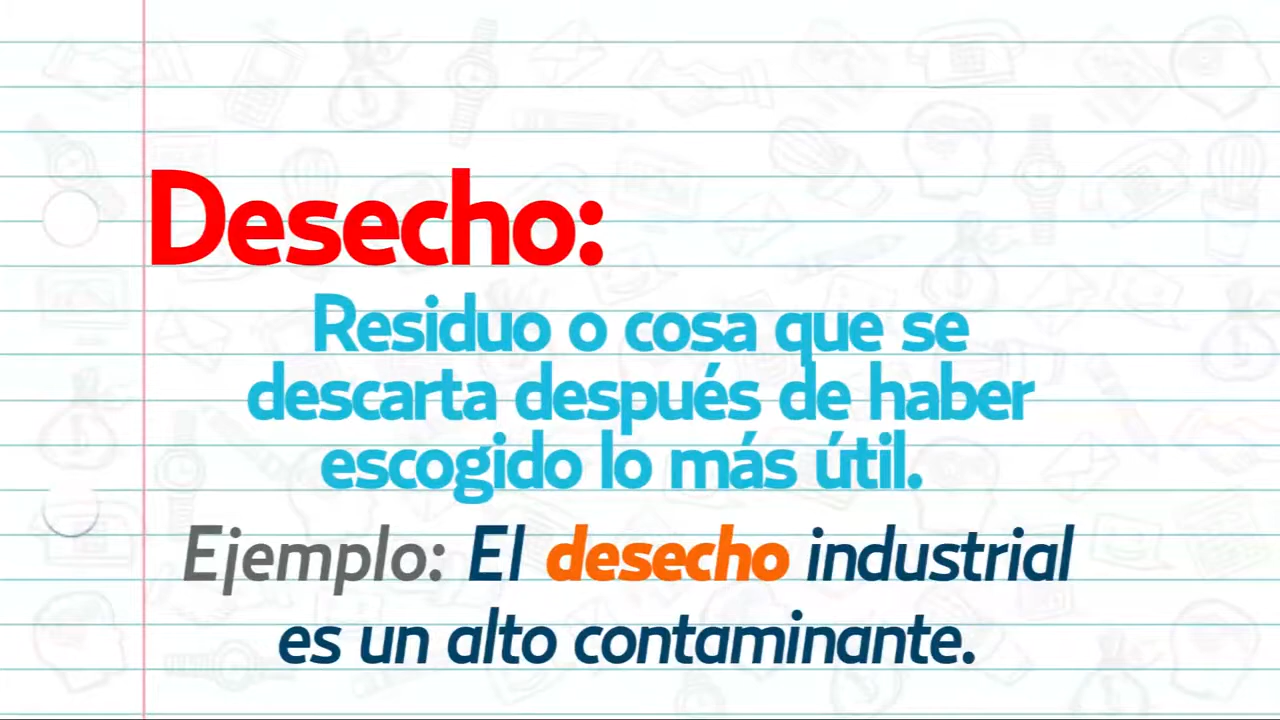 Desecho:
Residuo o cosa que se
descarta después de haber
escogido lo más útil.
Ejemplo: El desecho industrial
es un alto contaminante.